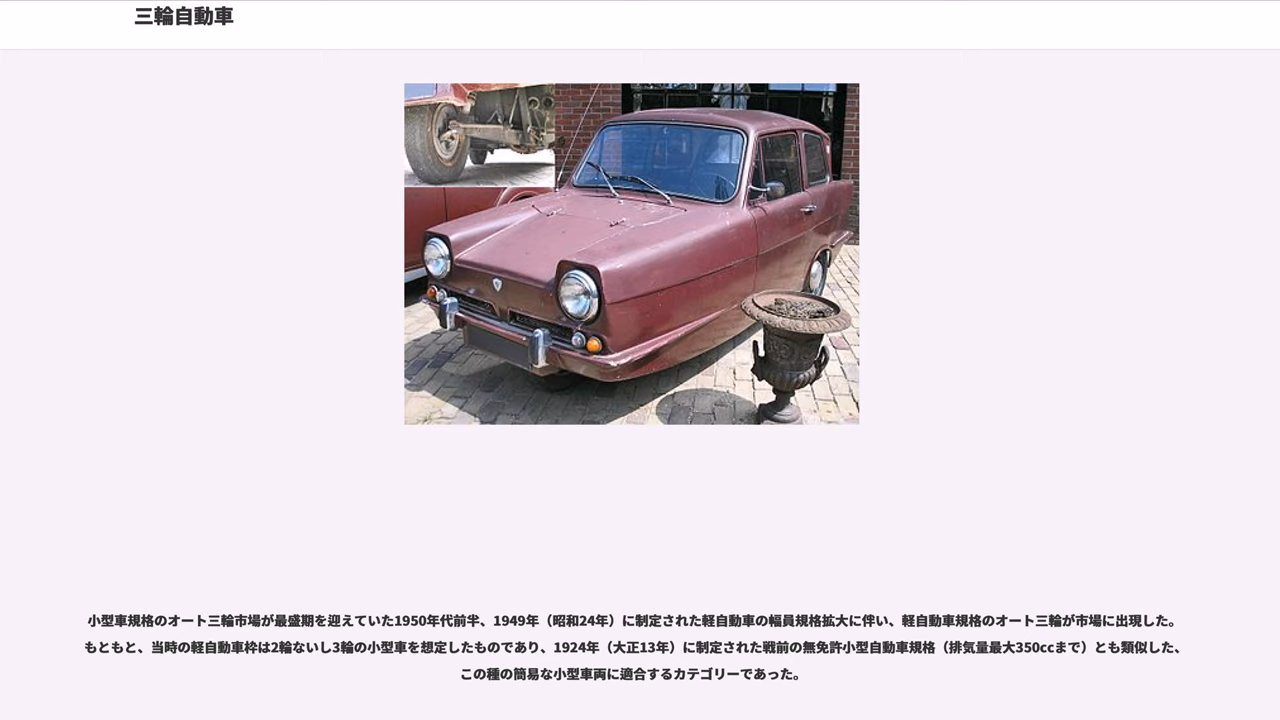 三輪自動車
小型車規格のオート三輪市場が最盛期を迎えていた1950年代前半、1949年（昭和24年）に制定された軽自動車の幅員規格拡大に伴い、軽自動車規格のオート三輪が市場に出現した。
もともと、当時の軽自動車枠は2輪ないし3輪の小型車を想定したものであり、1924年（大正13年）に制定された戦前の無免許小型自動車規格（排気量最大350ccまで）とも類似した、
この種の簡易な小型車両に適合するカテゴリーであった。